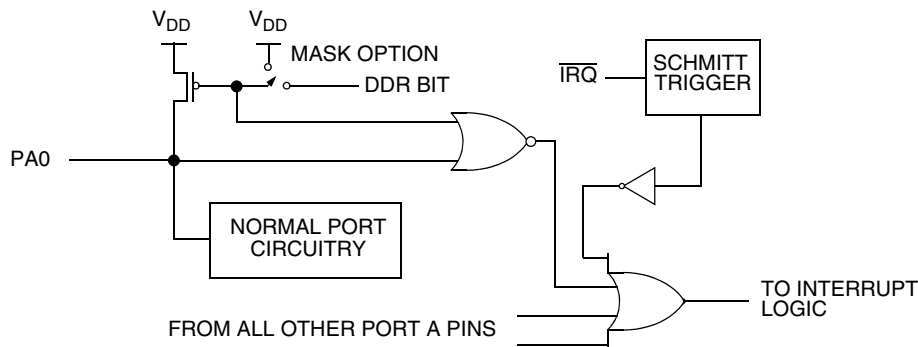 VDD
VDD
MASK OPTION
DDR BIT
IRQ
SCHMITT
TRIGGER
PA0
NORMAL PORT
CIRCUITRY
TO INTERRUPT
LOGIC
FROM ALL OTHER PORT A PINS